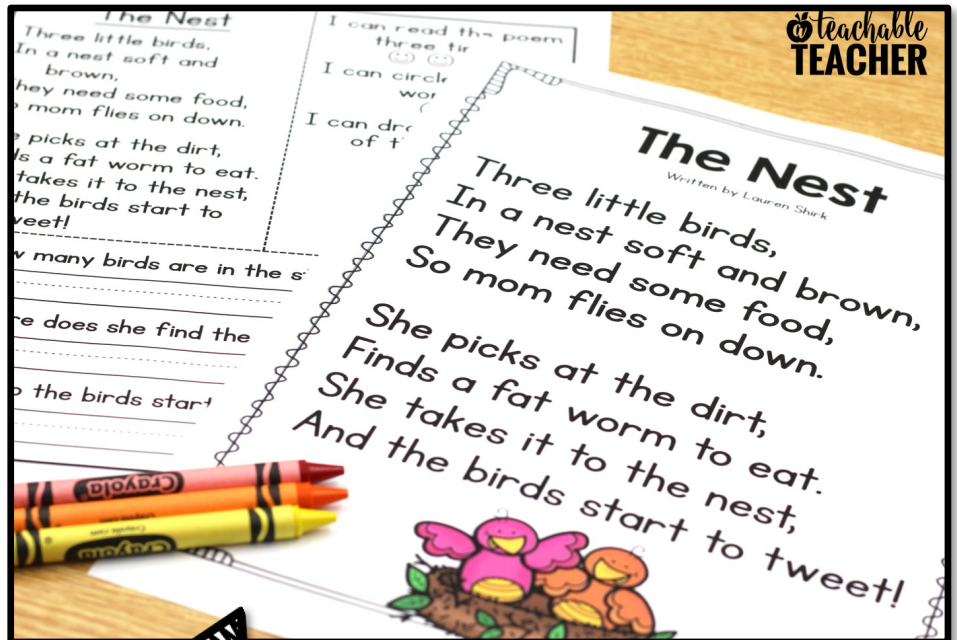 teachable
TEACHER
The Nest
Three little birds,
In a nest soft and
brown,
hey need some food,
mom flies on down.
picks at the dirt,
a fat worm to eat.
takes it to the nest,
the birds start to
weet!
I can read the poem
three
I can circle
I can
of
many birds are in the
does she find the
the birds start
The Nest
Written by Lauren Shirk
Three little birds,
In a nest soft and brown,
They need some food,
So mom flies on down.
She picks at the dirt,
Finds a fat worm to eat.
She takes it to the nest,
And the birds start to tweet!
Crayola
Crayola